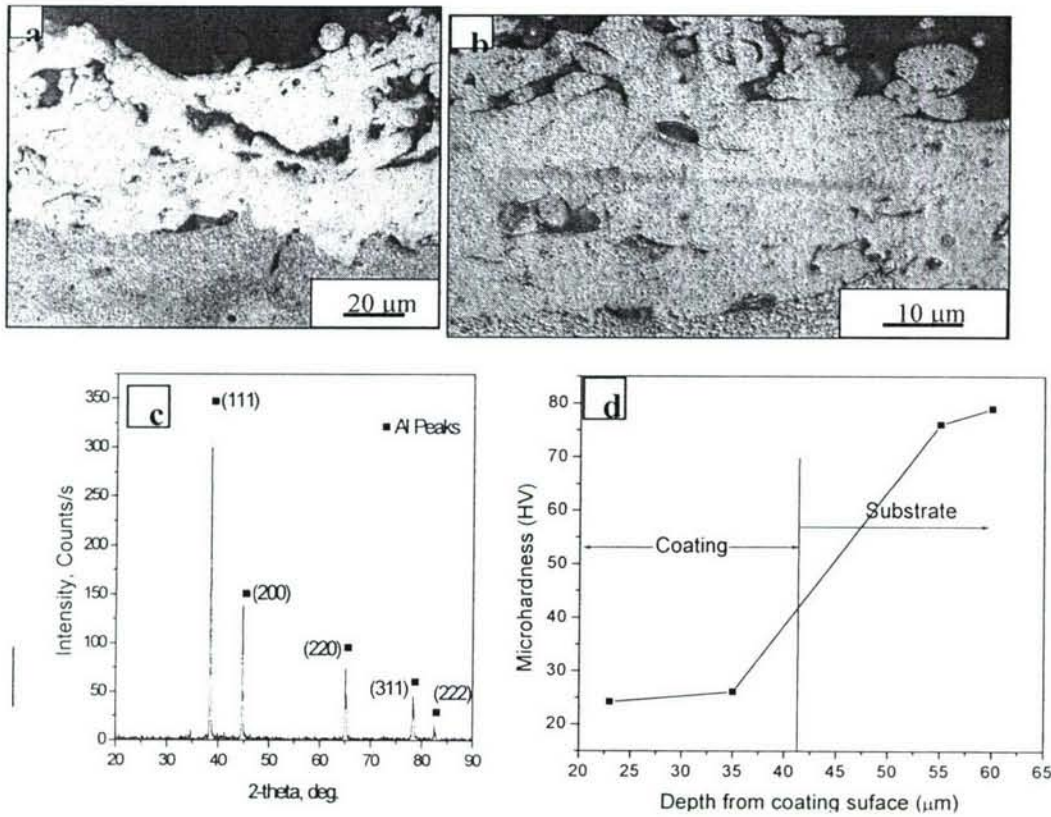 a
20 μm
b
10 μm
c
(111)
■ Al Peaks
(200)
(220)
(311)
(222)
Intensity, Counts/s
350
300
250
200
150
100
50
0
20 30 40 50 60 70 80 90
2-theta, deg.
d
Coating
Substrate
Microhardness (HV)
80
70
60
50
40
30
20
20 25 30 35 40 45 50 55 60 65
Depth from coating suface (μm)